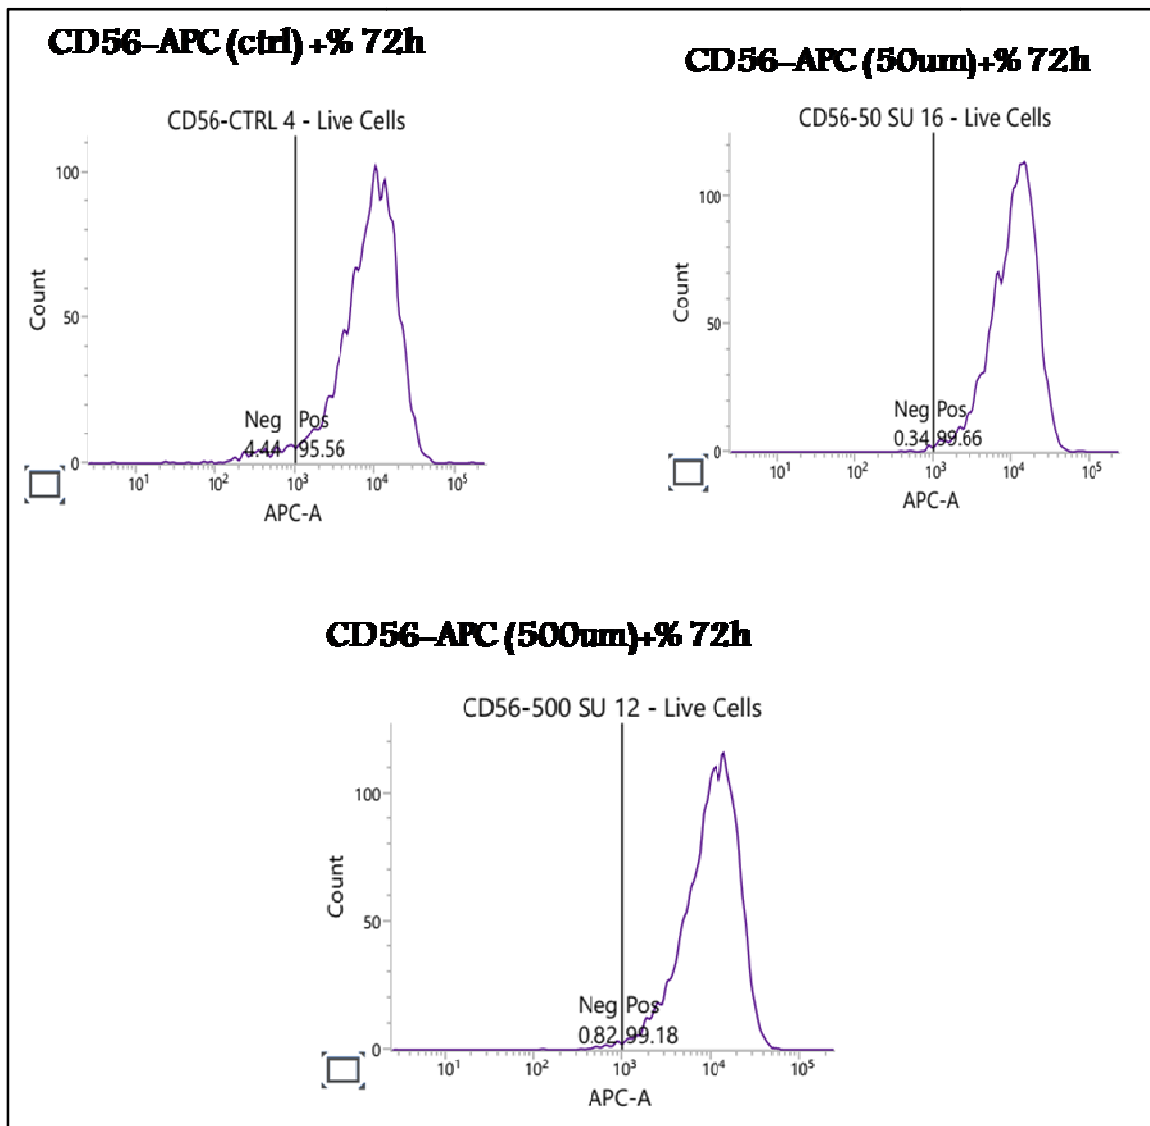 CD56–APC (ctrl) +% 72h
CD56-CTRL 4 - Live Cells
100
50
0
Count
Neg Pos
4.44 95.56
10¹ 10² 10³ 10⁴ 10⁵
APC-A
CD56–APC (50um)+% 72h
CD56-50 SU 16 - Live Cells
100
50
0
Count
Neg Pos
0.34 99.66
10¹ 10² 10³ 10⁴ 10⁵
APC-A
CD56–APC (500um)+% 72h
CD56-500 SU 12 - Live Cells
100
50
0
Count
Neg Pos
0.82 99.18
10¹ 10² 10³ 10⁴ 10⁵
APC-A